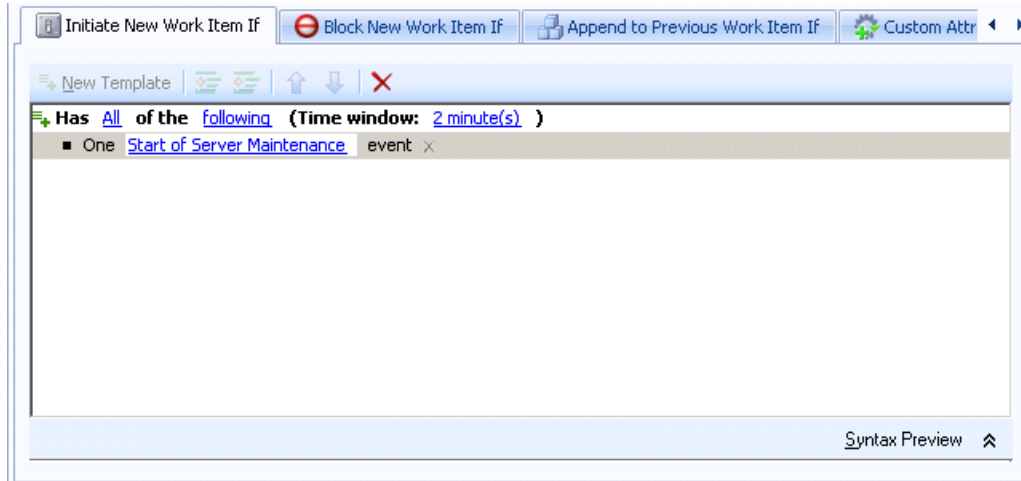 Initiate New Work Item If Block New Work Item If Append to Previous Work Item If Custom Attr
New Template
Has All of the following (Time window: 2 minute(s) )
One Start of Server Maintenance event
Syntax Preview